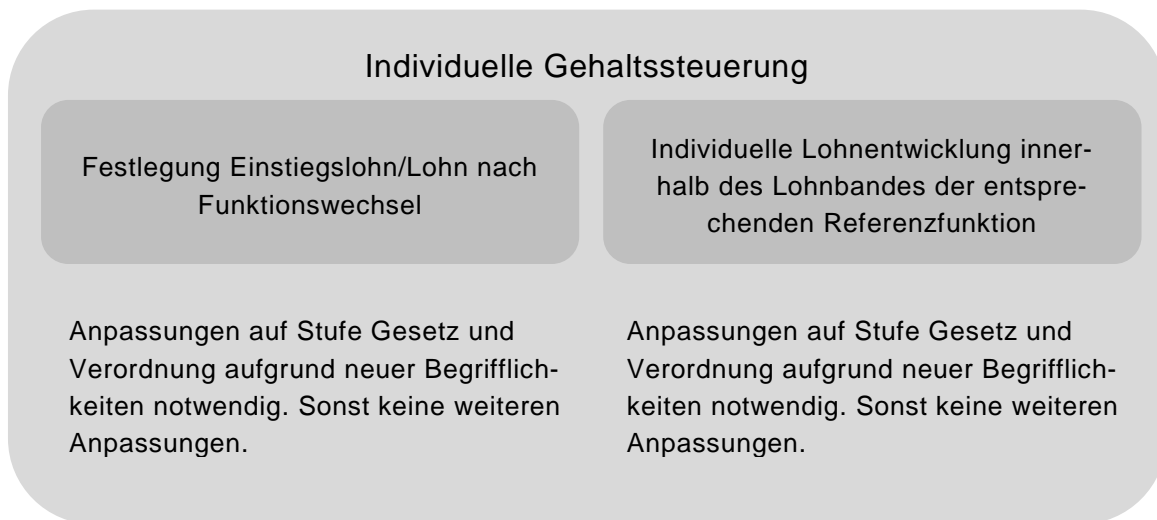 Individuelle Gehaltssteuerung
Festlegung Einstiegslohn/Lohn nach
Funktionswechsel
Individuelle Lohnentwicklung inner-
halb des Lohnbandes der entspre-
chenden Referenzfunktion
Anpassungen auf Stufe Gesetz und
Verordnung aufgrund neuer Begrifflich-
keiten notwendig. Sonst keine weiteren
Anpassungen.
Anpassungen auf Stufe Gesetz und
Verordnung aufgrund neuer Begrifflich-
keiten notwendig. Sonst keine weiteren
Anpassungen.